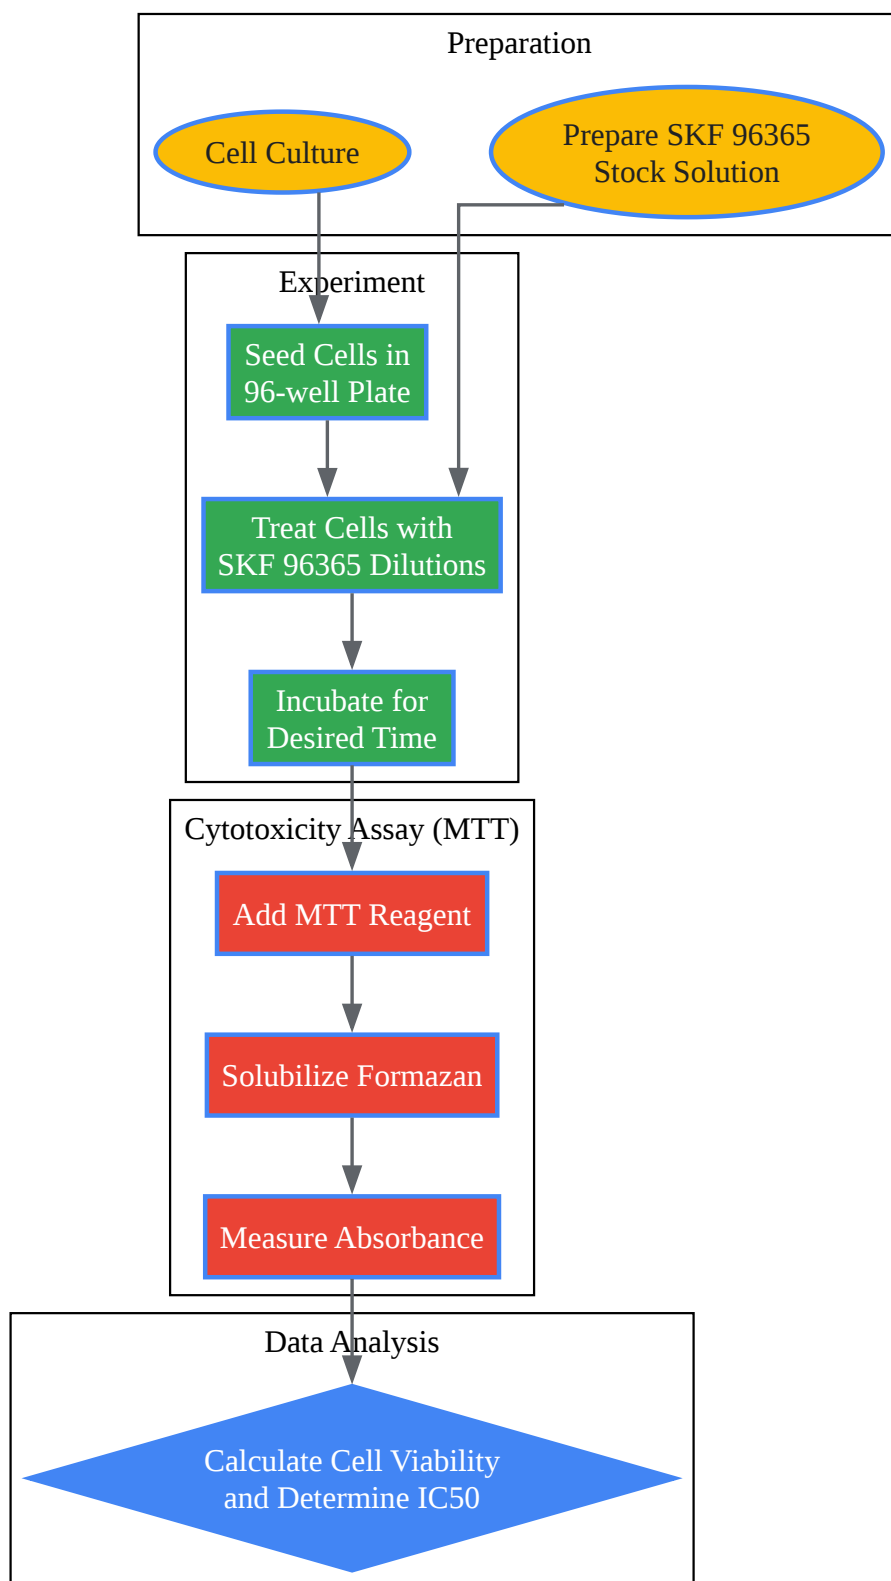 Preparation
Cell Culture
Prepare SKF 96365
Stock Solution
Experiment
Seed Cells in
96-well Plate
Treat Cells with
SKF 96365 Dilutions
Incubate for
Desired Time
Cytotoxicity Assay (MTT)
Add MTT Reagent
Solubilize Formazan
Measure Absorbance
Data Analysis
Calculate Cell Viability
and Determine IC50